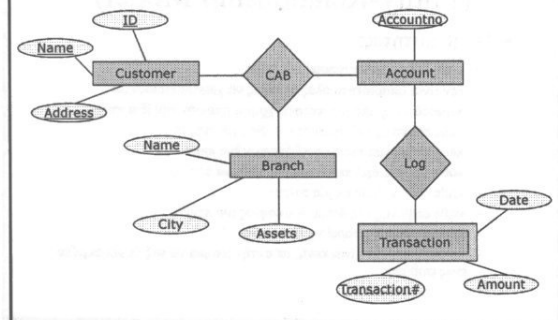 ID
Accountno
Name
Customer
CAB
Account
Address
Name
Branch
Log
Date
City
Assets
Transaction
Transaction#
Amount